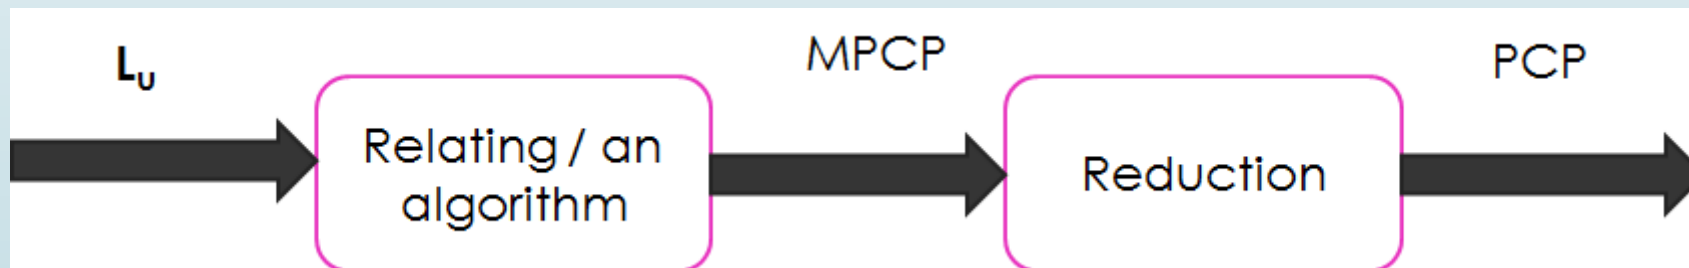 Lᵤ
Relating / an
algorithm
MPCP
Reduction
PCP